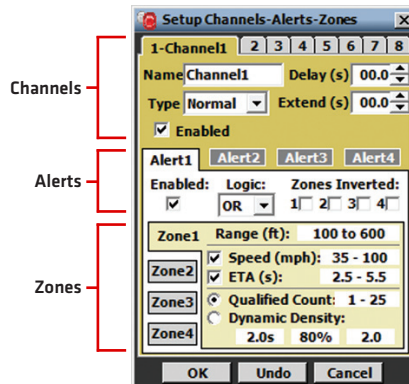 Setup Channels-Alerts-Zones
1-Channel1 2 3 4 5 6 7 8
Name Channel1 Delay (s) 00.0
Channels
Type Normal Extend (s) 00.0
Enabled
Alert1 Alert2 Alert3 Alert4
Alerts
Enabled: Logic: Zones Inverted:
OR 1 2 3 4
Zone1 Range (ft): 100 to 600
Speed (mph): 35 - 100
Zone2 ETA (s): 2.5 - 5.5
Zones
Zone3 Qualified Count: 1 - 25
Dynamic Density:
Zone4 2.0s 80% 2.0
OK Undo Cancel